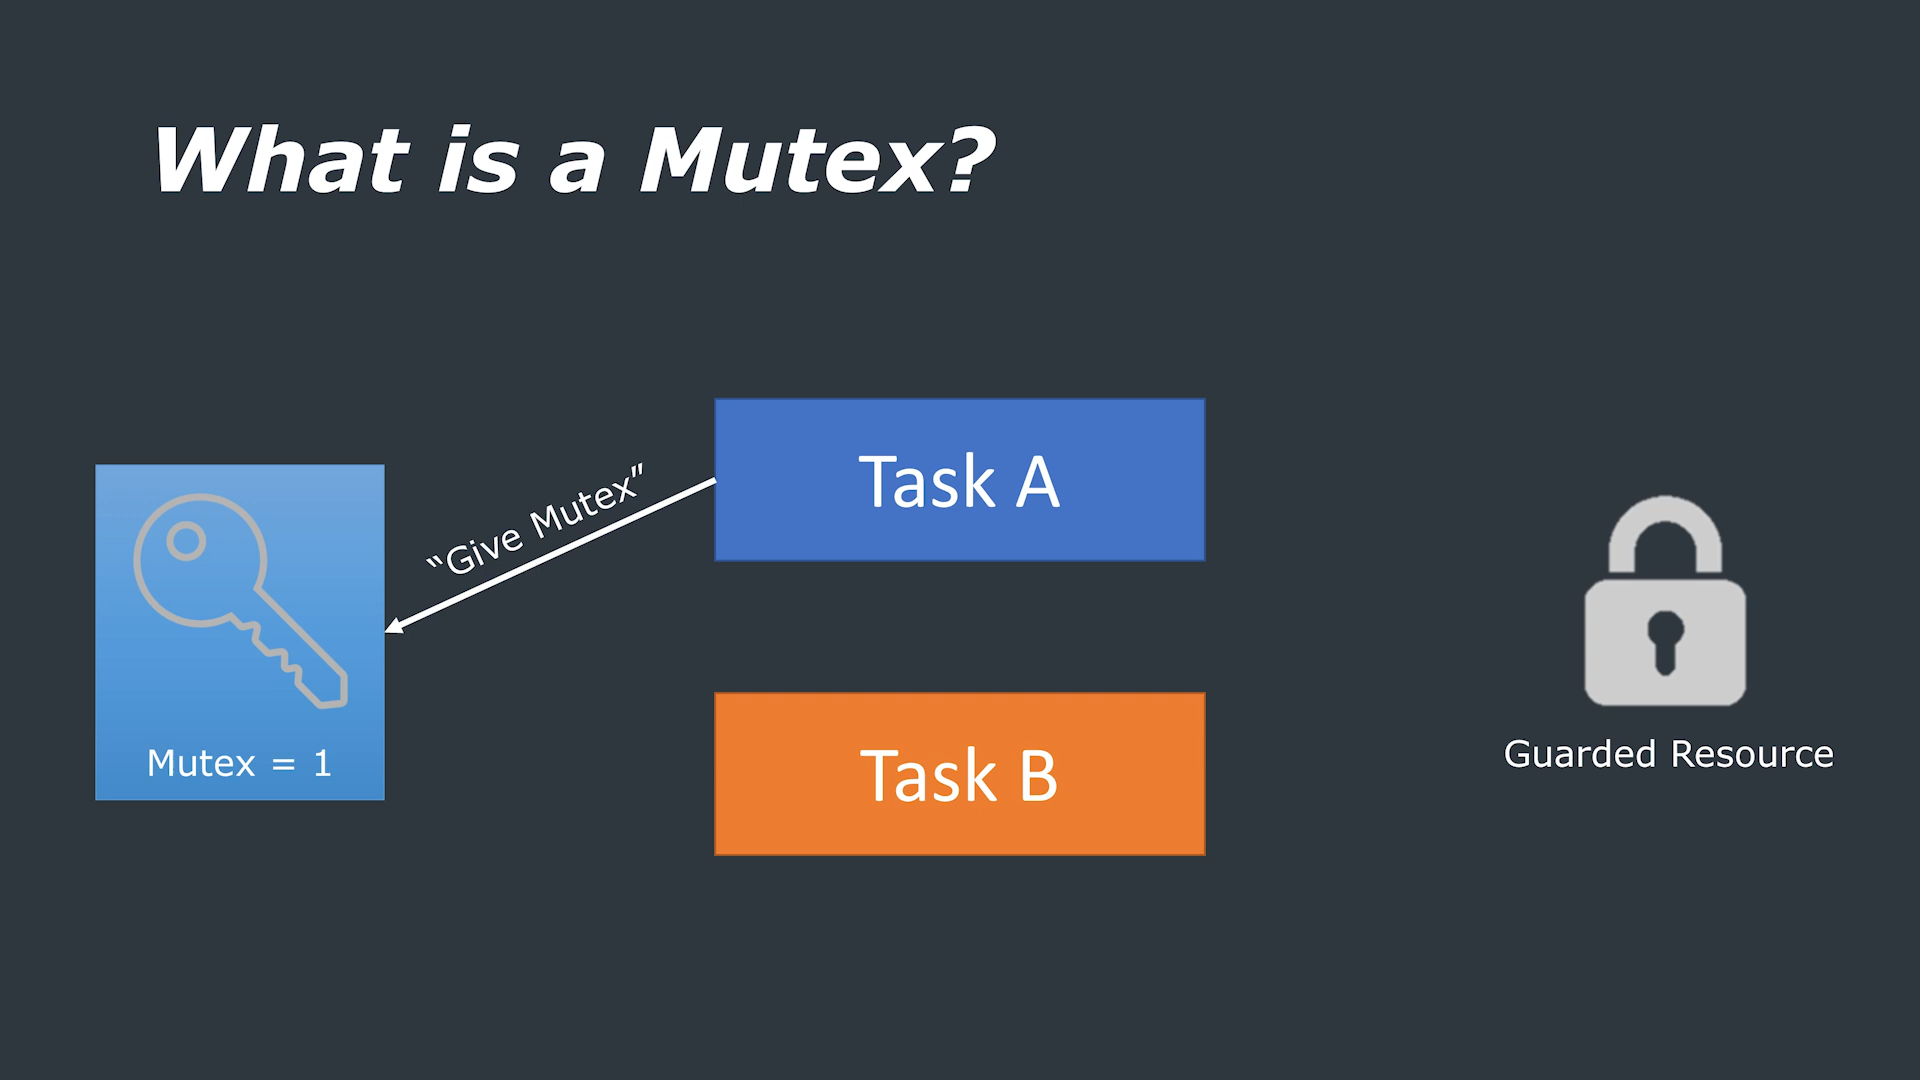 What is a Mutex?
“Give Mutex”
Task A
Mutex = 1
Task B
Guarded Resource